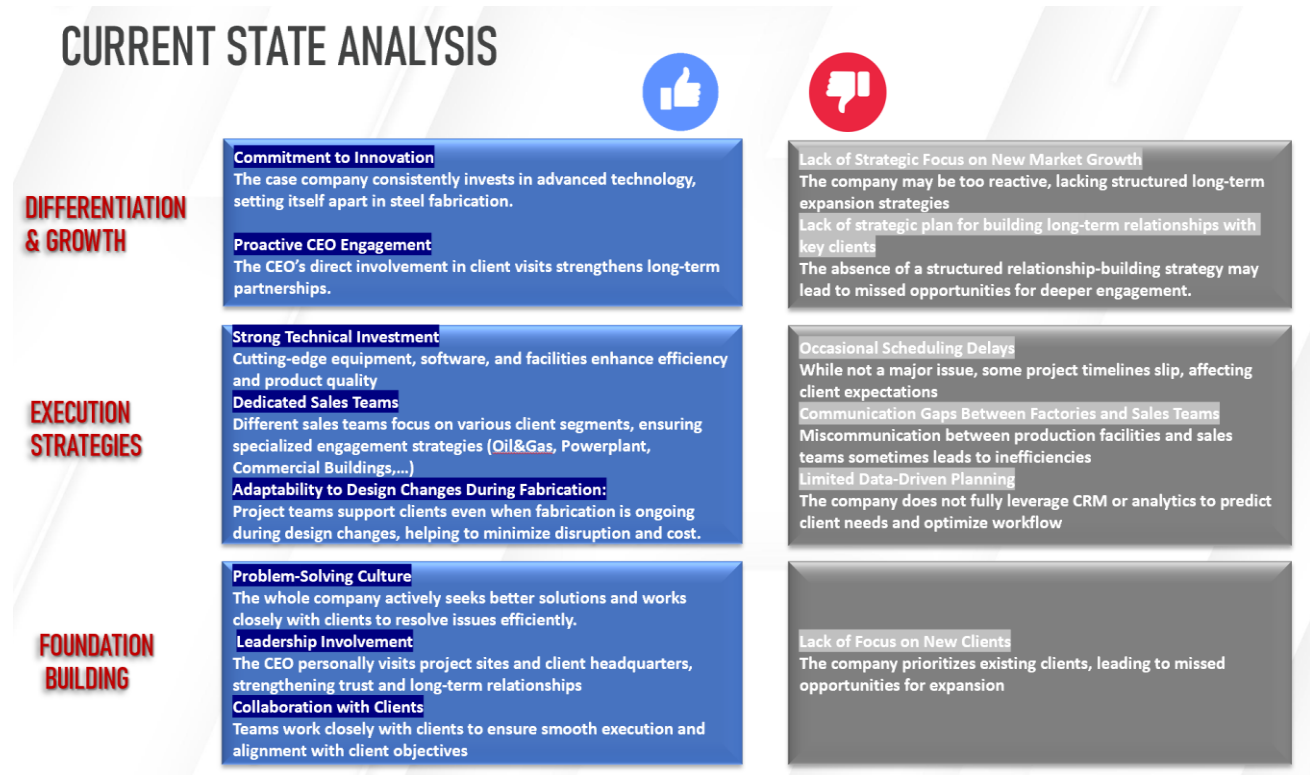 CURRENT STATE ANALYSIS
DIFFERENTIATION
& GROWTH
Commitment to Innovation
The case company consistently invests in advanced technology,
setting itself apart in steel fabrication.
Proactive CEO Engagement
The CEO’s direct involvement in client visits strengthens long-term
partnerships.
Lack of Strategic Focus on New Market Growth
The company may be too reactive, lacking structured long-term
expansion strategies
Lack of strategic plan for building long-term relationships with
key clients
The absence of a structured relationship-building strategy may
lead to missed opportunities for deeper engagement.
EXECUTION
STRATEGIES
Strong Technical Investment
Cutting-edge equipment, software, and facilities enhance efficiency
and product quality
Dedicated Sales Teams
Different sales teams focus on various client segments, ensuring
specialized engagement strategies (Oil&Gas, Powerplant,
Commercial Buildings,…)
Adaptability to Design Changes During Fabrication:
Project teams support clients even when fabrication is ongoing
during design changes, helping to minimize disruption and cost.
Occasional Scheduling Delays
While not a major issue, some project timelines slip, affecting
client expectations
Communication Gaps Between Factories and Sales Teams
Miscommunication between production facilities and sales
teams sometimes leads to inefficiencies
Limited Data-Driven Planning
The company does not fully leverage CRM or analytics to predict
client needs and optimize workflow
FOUNDATION
BUILDING
Problem-Solving Culture
The whole company actively seeks better solutions and works
closely with clients to resolve issues efficiently.
Leadership Involvement
The CEO personally visits project sites and client headquarters,
strengthening trust and long-term relationships
Collaboration with Clients
Teams work closely with clients to ensure smooth execution and
alignment with client objectives
Lack of Focus on New Clients
The company prioritizes existing clients, leading to missed
opportunities for expansion